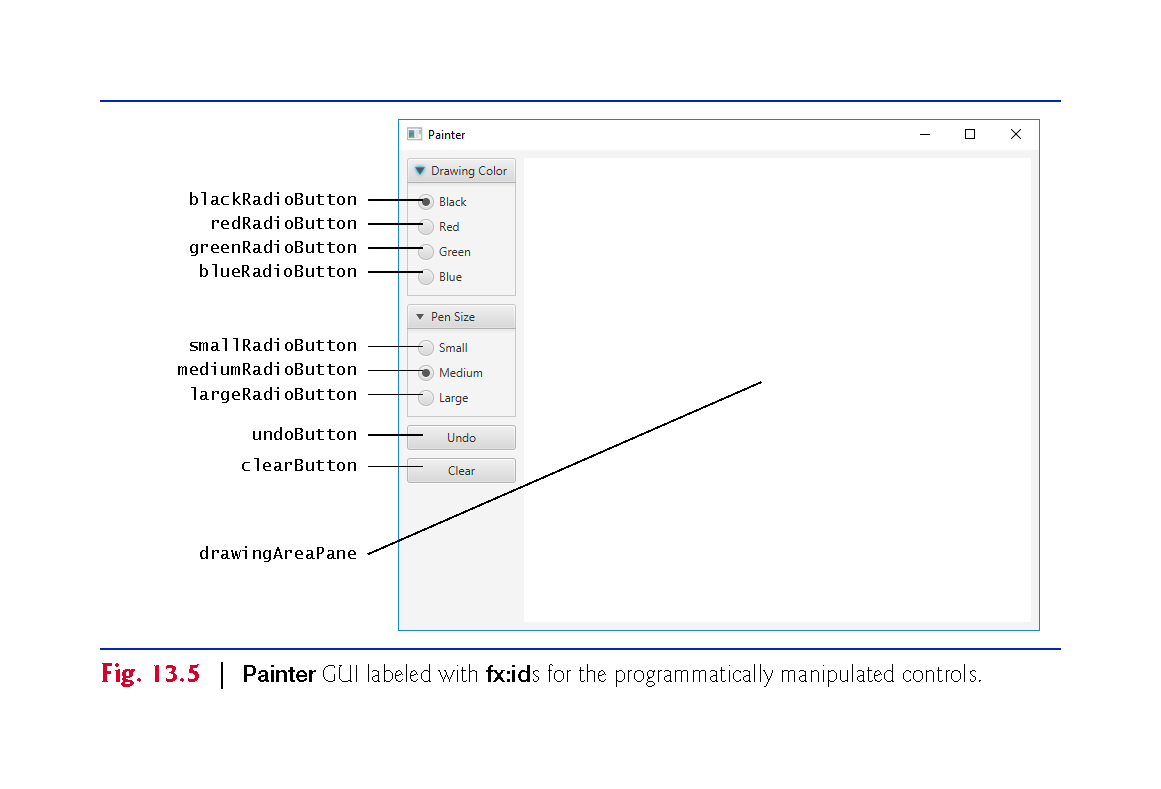 Painter
Drawing Color
blackRadioButton
Black
redRadioButton
Red
greenRadioButton
Green
blueRadioButton
Blue
Pen Size
smallRadioButton
Small
mediumRadioButton
Medium
largeRadioButton
Large
undoButton
Undo
clearButton
Clear
drawingAreaPane
Fig. 13.5 | Painter GUI labeled with fx:ids for the programmatically manipulated controls.